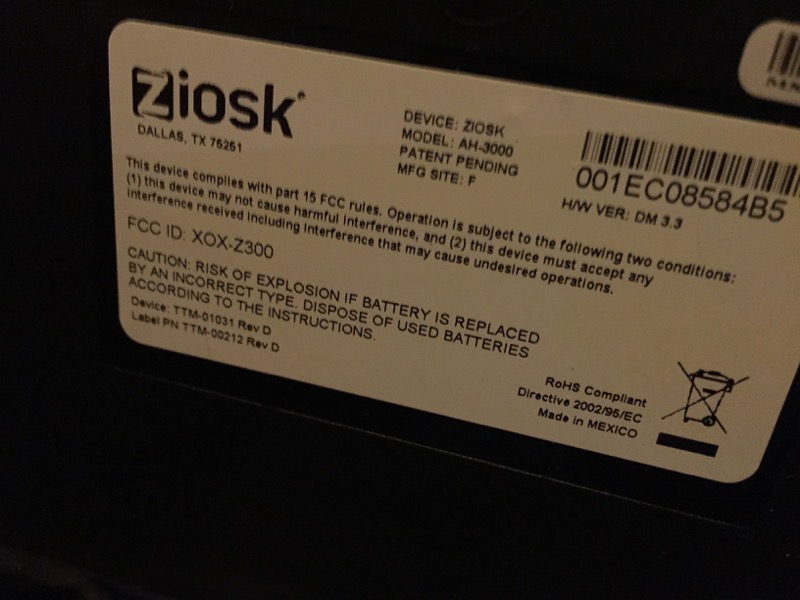 Ziosk
DALLAS, TX 75251
DEVICE: ZIOSK
MODEL: AH-3000
PATENT PENDING
MFG SITE: F
001EC08584B5
H/W VER: DM 3.3
This device complies with part 15 FCC rules. Operation is subject to the following two conditions:
(1) this device may not cause harmful interference, and (2) this device must accept any
interference received including interference that may cause undesired operations.
FCC ID: XOX-Z300
CAUTION: RISK OF EXPLOSION IF BATTERY IS REPLACED
BY AN INCORRECT TYPE. DISPOSE OF USED BATTERIES
ACCORDING TO THE INSTRUCTIONS.
Device: TTM-01031 Rev D
Label PN TTM-00212 Rev D
RoHS Compliant
Directive 2002/95/EC
Made in MEXICO